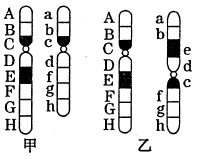 A a A a
B b B b
C c C e
D d D d
E e E c
F f F f
G g G g
H h H h
甲 乙